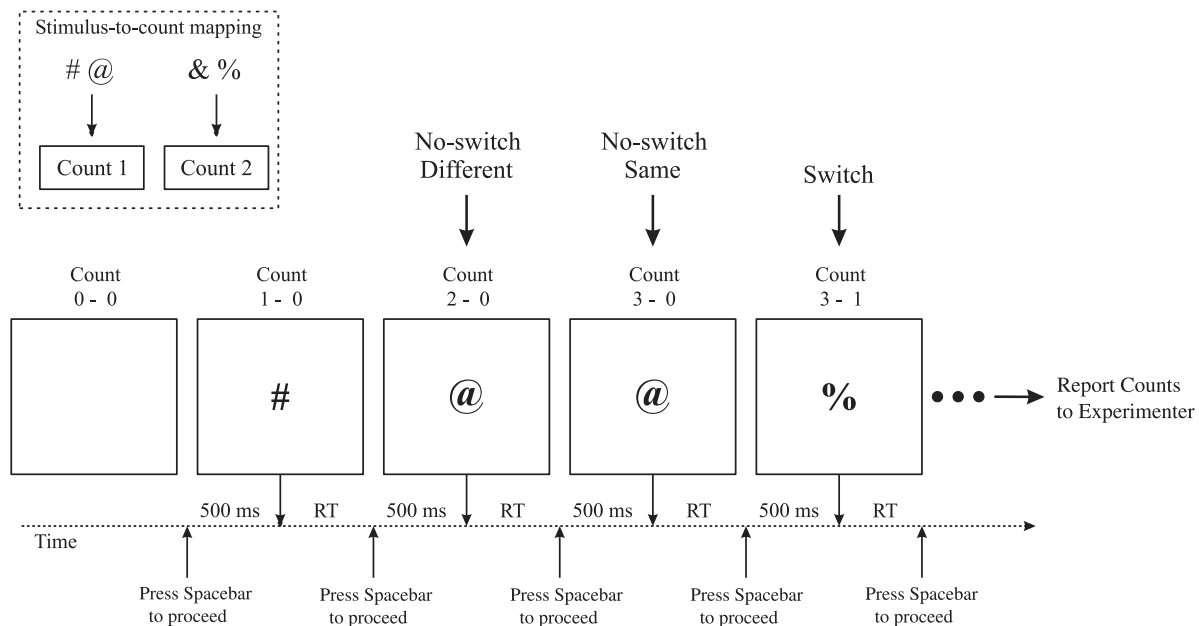 Stimulus-to-count mapping
# @ & %
Count 1 Count 2
No-switch
Different
No-switch
Same
Switch
Count
0 - 0
Count
1 - 0
Count
2 - 0
Count
3 - 0
Count
3 - 1
#
@
@
%
Report Counts
to Experimenter
500 ms RT 500 ms RT 500 ms RT 500 ms RT
Time
Press Spacebar
to proceed
Press Spacebar
to proceed
Press Spacebar
to proceed
Press Spacebar
to proceed
Press Spacebar
to proceed